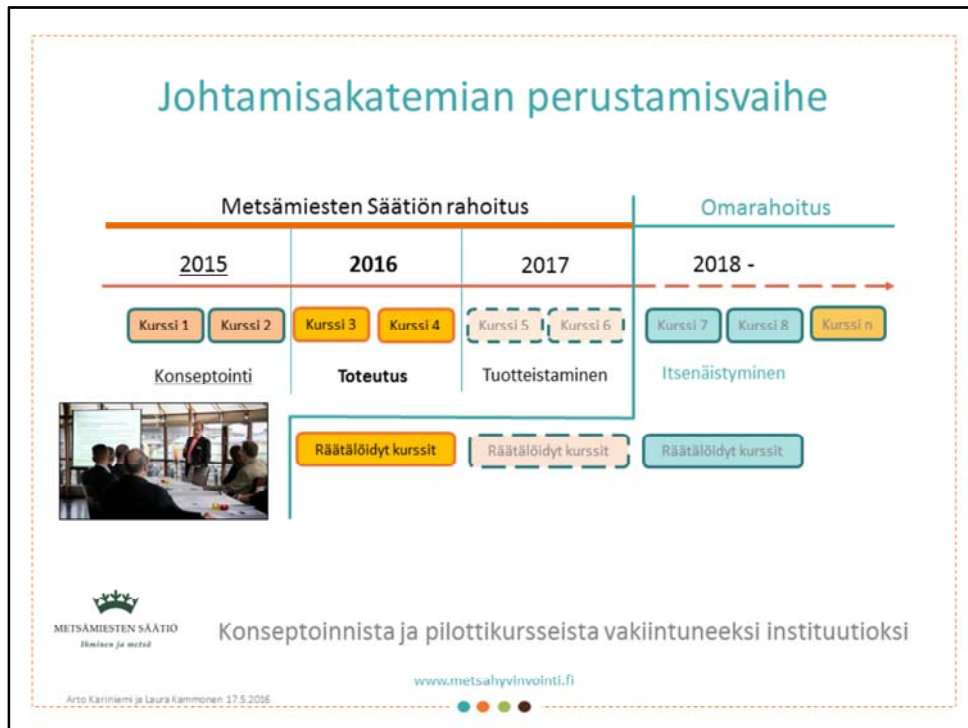 Johtamisakatemian perustamisvaihe
Metsämiesten Säätiön rahoitus
Omarahoitus
2015
2016
2017
2018 -
Kurssi 1
Kurssi 2
Kurssi 3
Kurssi 4
Kurssi 5
Kurssi 6
Kurssi 7
Kurssi 8
Kurssi n
Konseptointi
Toteutus
Tuotteistaminen
Itsenäistyminen
Räätälöidyt kurssit
Räätälöidyt kurssit
Räätälöidyt kurssit
METSÄMIESTEN SÄÄTIÖ
Ihminen ja metsä
Konseptoinnista ja pilottikursseista vakiintuneeksi instituutioksi
www.metsahyvinvointi.fi
Arto Kariniemi ja Laura Kammonen 17.5.2016